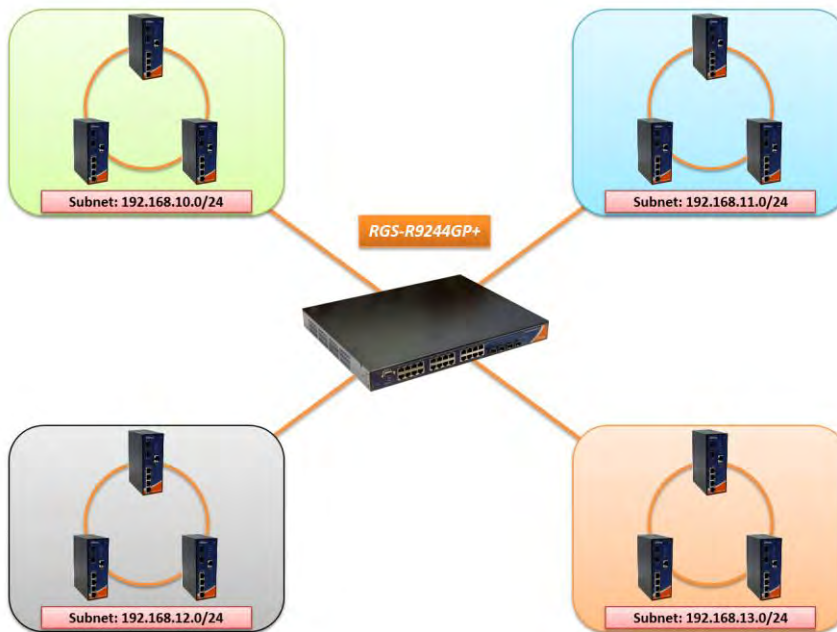 Subnet: 192.168.10.0/24
Subnet: 192.168.11.0/24
RGS-R9244GP+
Subnet: 192.168.12.0/24
Subnet: 192.168.13.0/24